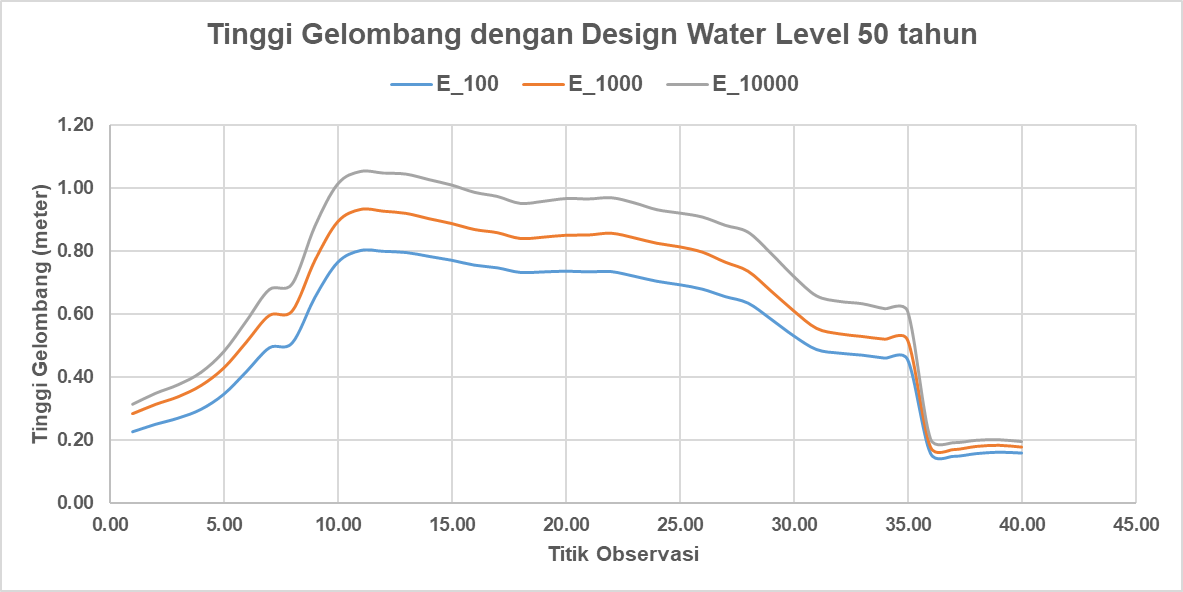 Tinggi Gelombang dengan Design Water Level 50 tahun
E_100 E_1000 E_10000
Tinggi Gelombang (meter)
1.20
1.00
0.80
0.60
0.40
0.20
0.00
0.00 5.00 10.00 15.00 20.00 25.00 30.00 35.00 40.00 45.00
Titik Observasi